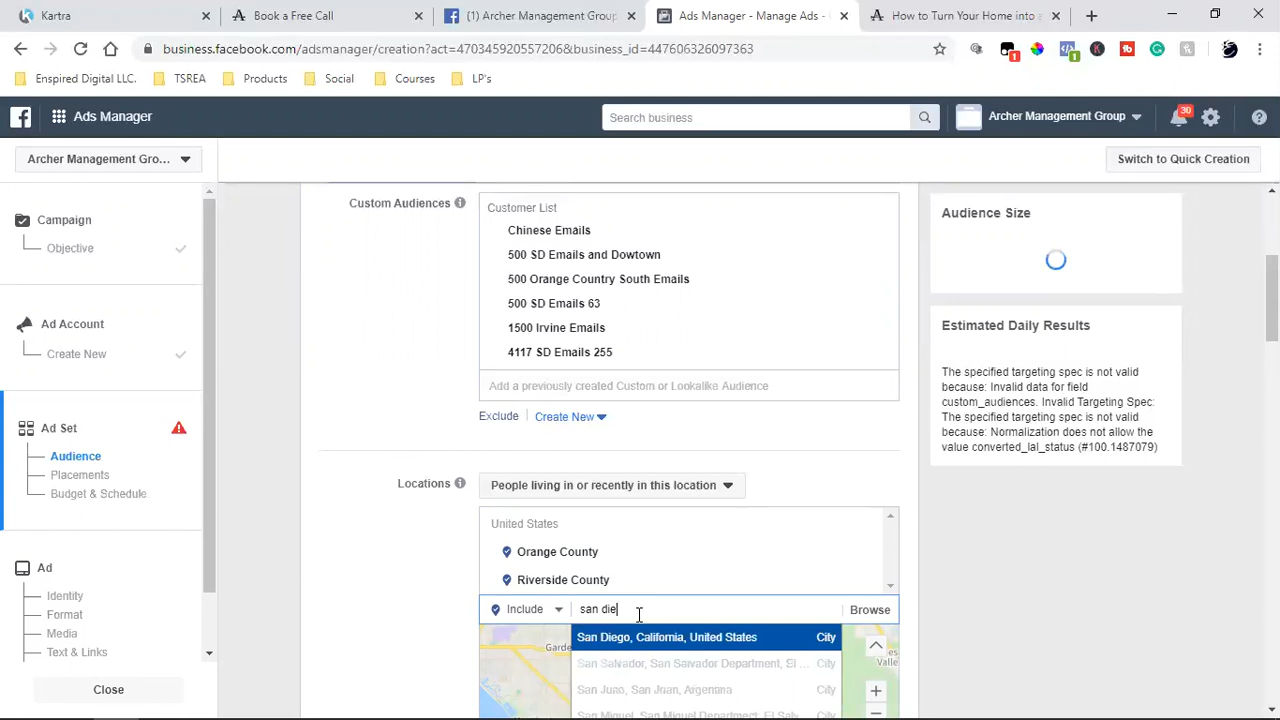 Kartra
Book a Free Call
(1) Archer Management Group
Ads Manager - Manage Ads -
How to Turn Your Home into a
business.facebook.com/adsmanager/creation?act=470345920557206&business_id=447606326097363
Enspired Digital LLC.
TSREA
Products
Social
Courses
LP's
Ads Manager
Search business
Archer Management Group
30
Archer Management Gro...
Switch to Quick Creation
Campaign
Objective
Ad Account
Create New
Ad Set
Audience
Placements
Budget & Schedule
Ad
Identity
Format
Media
Text & Links
Close
Custom Audiences
Customer List
Chinese Emails
500 SD Emails and Dowtown
500 Orange Country South Emails
500 SD Emails 63
1500 Irvine Emails
4117 SD Emails 255
Add a previously created Custom or Lookalike Audience
Exclude
Create New
Locations
People living in or recently in this location
United States
Orange County
Riverside County
Include
san die
Browse
San Diego, California, United States City
San Salvador, San Salvador Department, El ... City
San Juan, San Juan, Argentina City
San Miguel, San Miguel Department, El Salv... City
Audience Size
Estimated Daily Results
The specified targeting spec is not valid
because: Invalid data for field
custom_audiences. Invalid Targeting Spec:
The specified targeting spec is not valid
because: Normalization does not allow the
value converted_lal_status (#100.1487079)